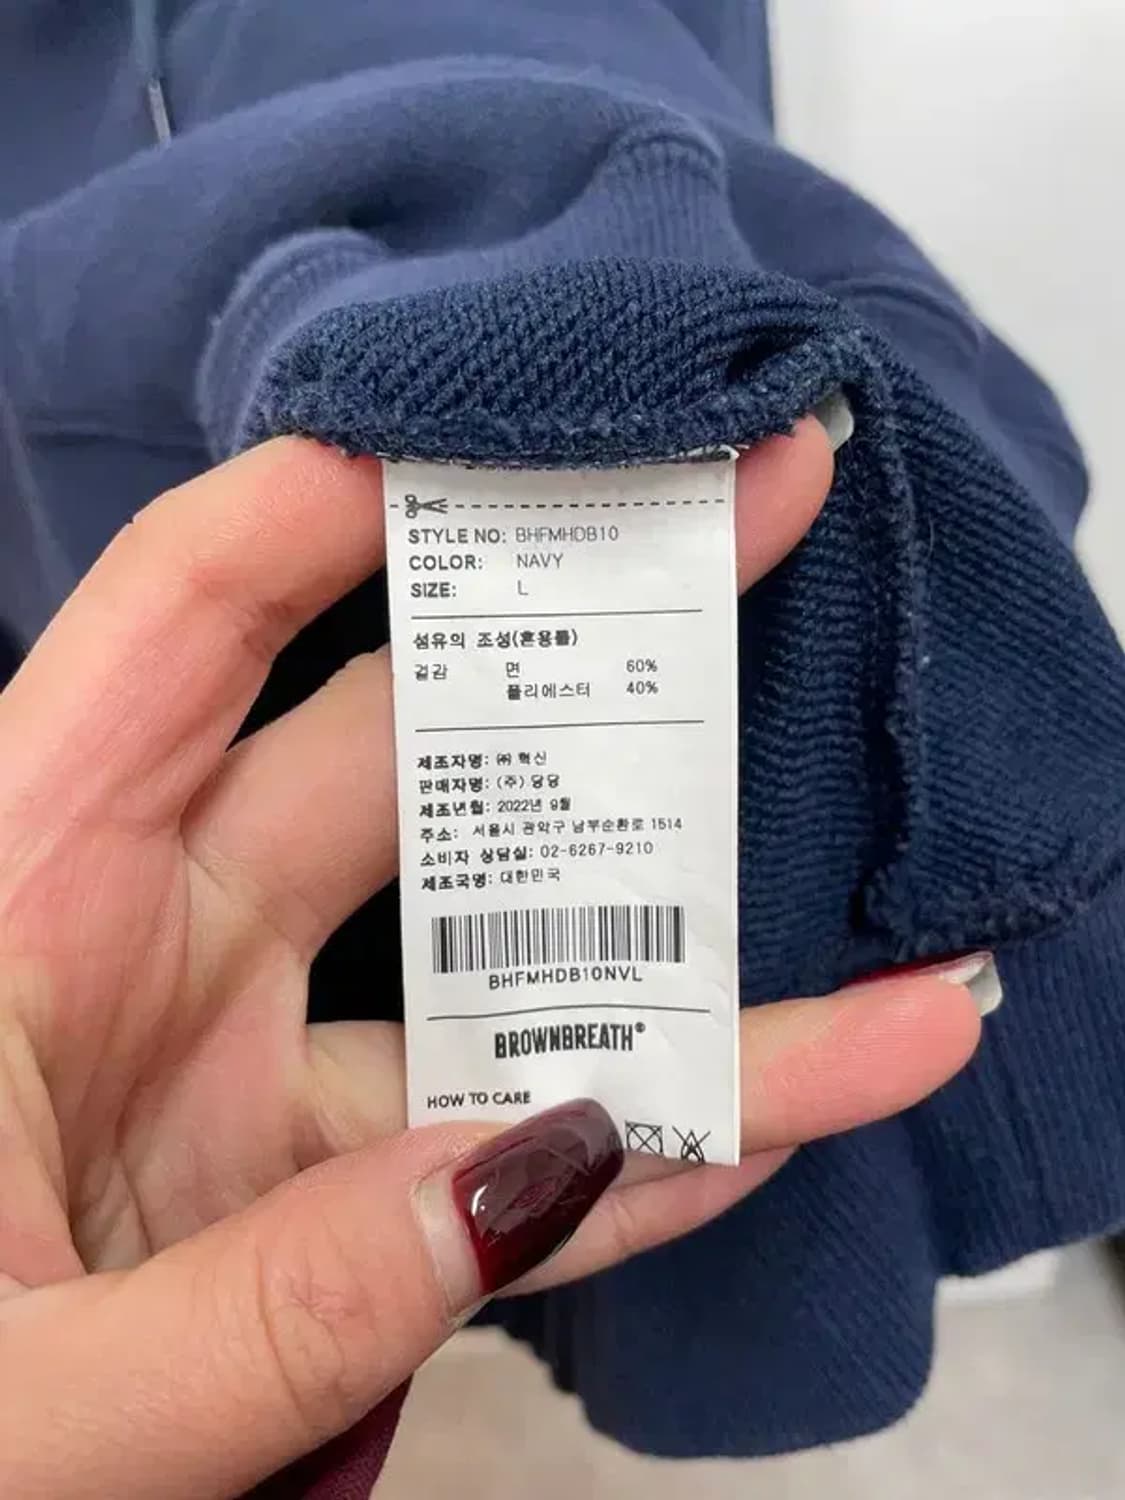 STYLE NO: BHFMHDB10
COLOR: NAVY
SIZE: L
섬유의 조성(혼용률)
겉감 면 60%
폴리에스터 40%
제조자명: ㈜ 혁신
판매자명: (주) 당당
제조년월: 2022년 9월
주소: 서울시 관악구 남부순환로 1514
소비자 상담실: 02-6267-9210
제조국명: 대한민국
BHFMHDB10NVL
BROWNBREATH®
HOW TO CARE